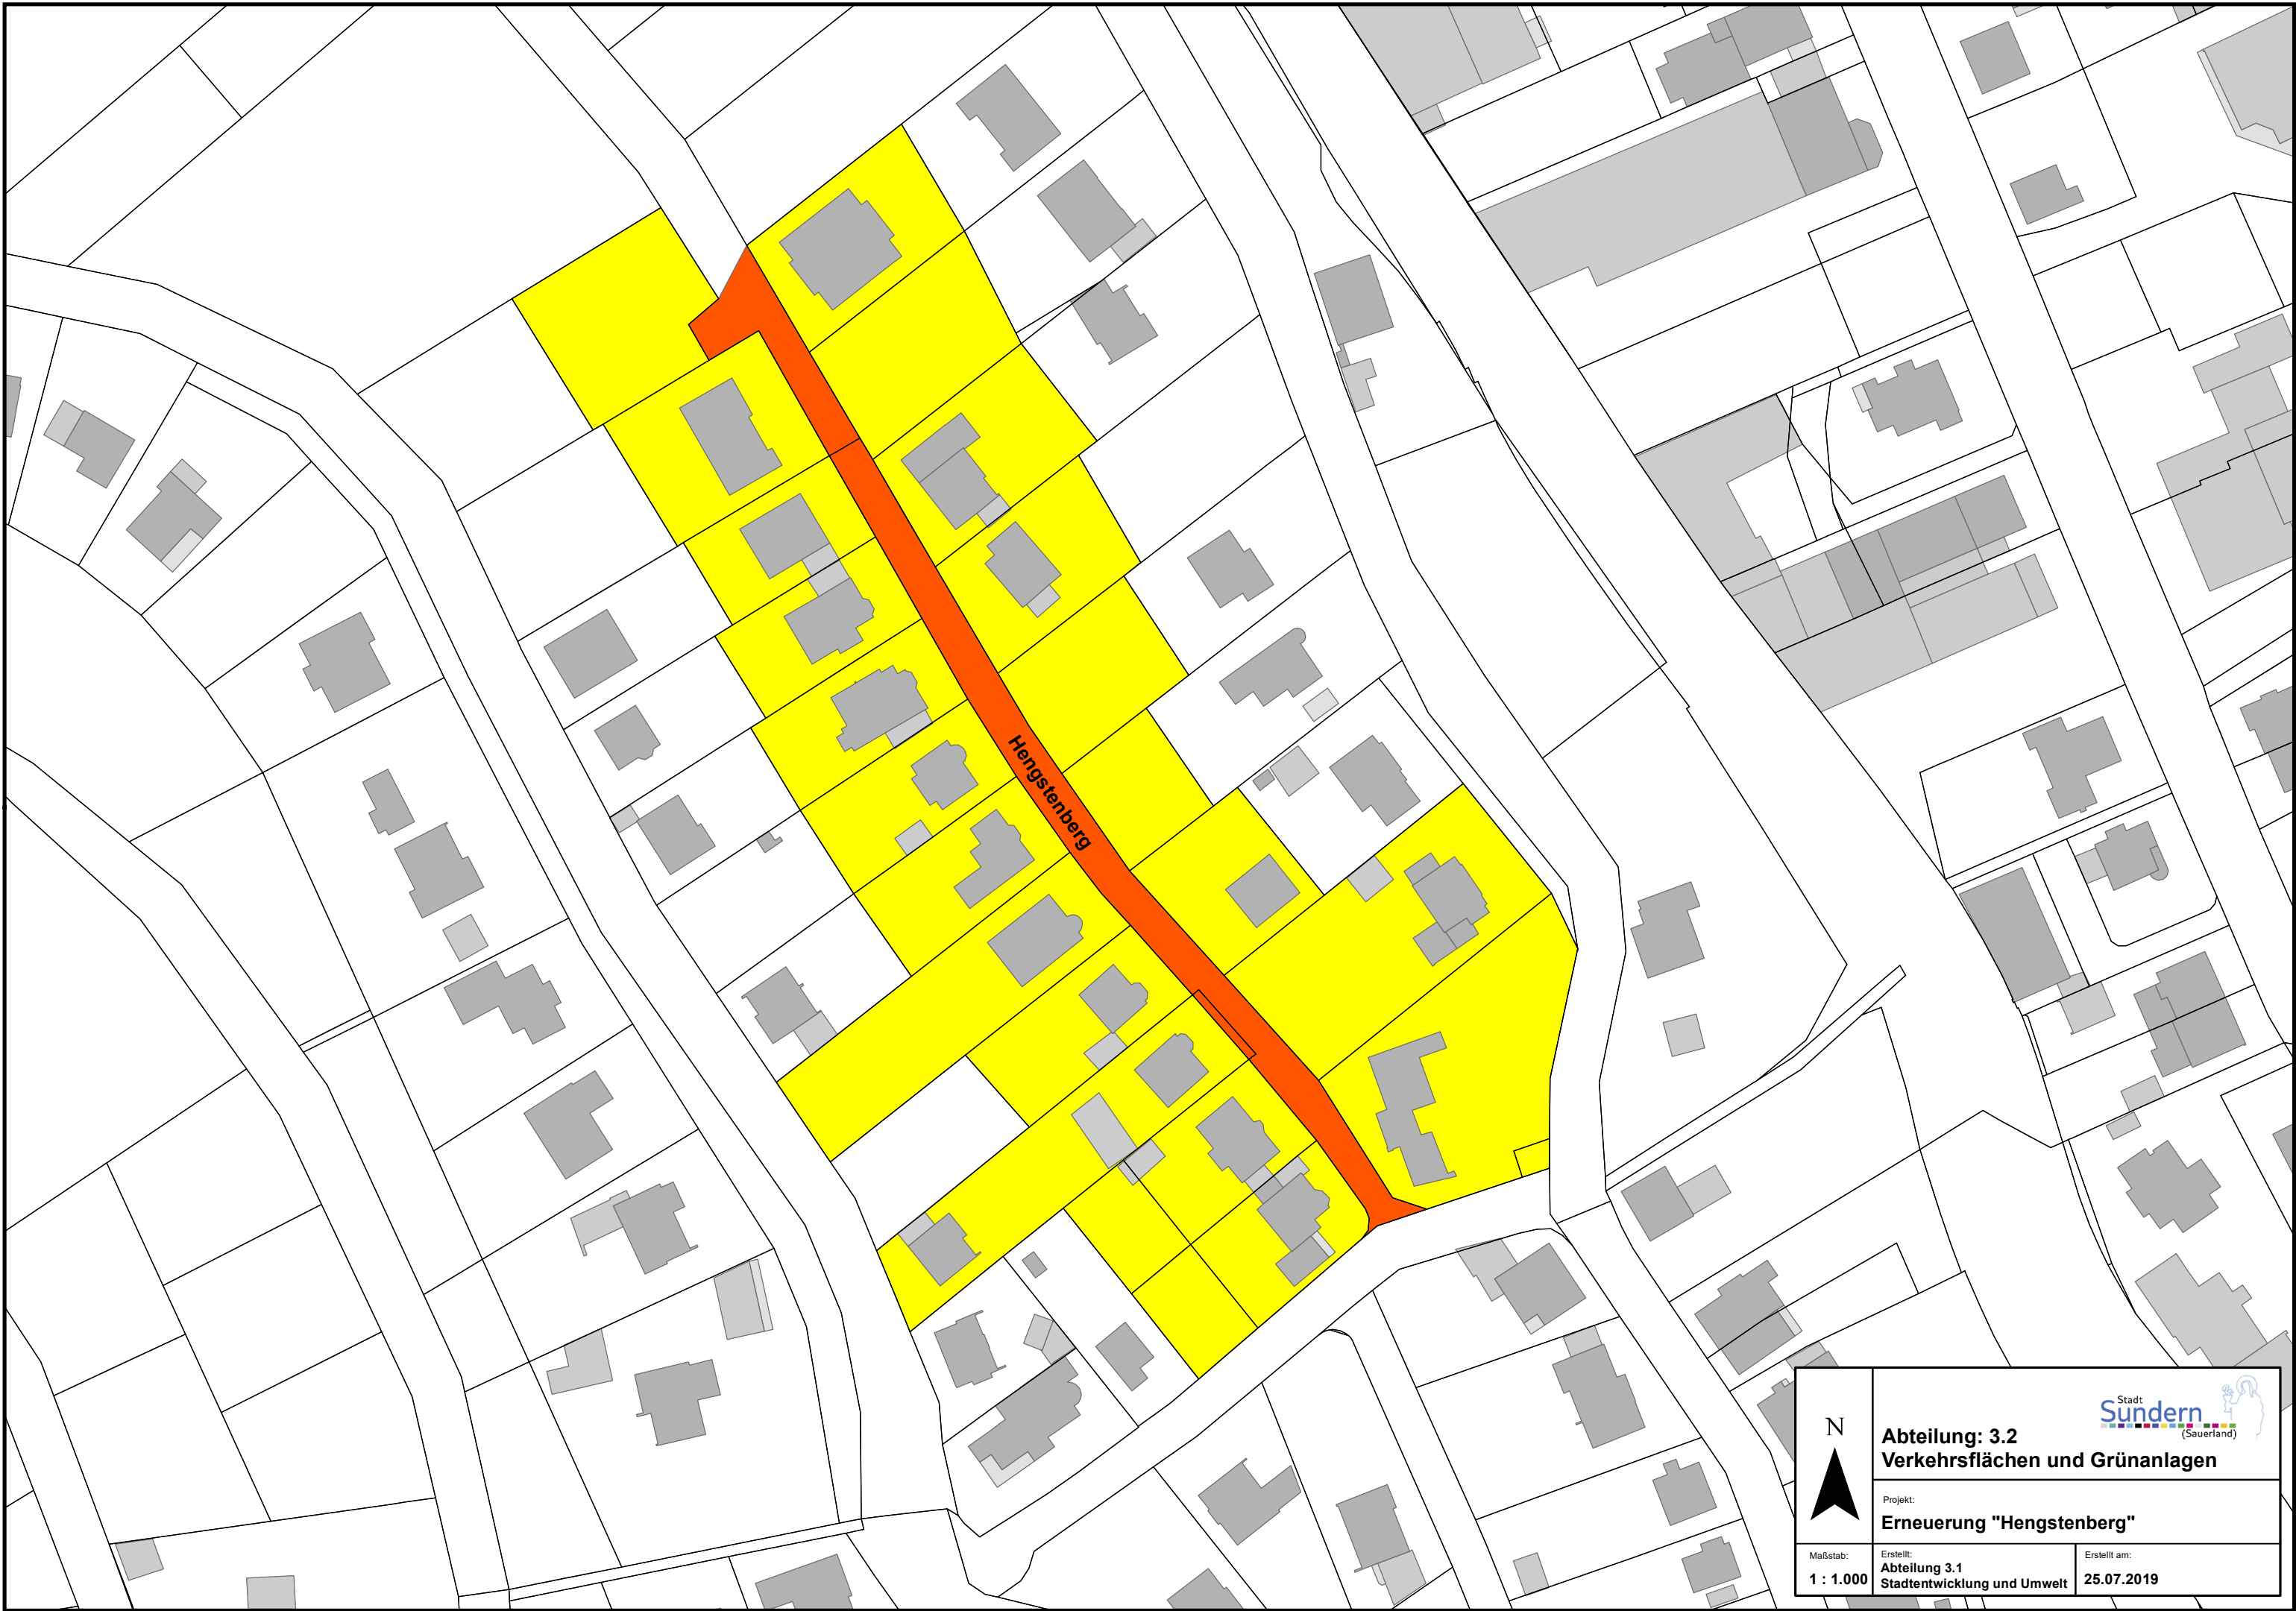 Hengstenberg
N
Stadt
Sundern
(Sauerland)
Abteilung: 3.2
Verkehrsflächen und Grünanlagen
Projekt:
Erneuerung "Hengstenberg"
Maßstab:
1 : 1.000
Erstellt:
Abteilung 3.1
Stadtentwicklung und Umwelt
Erstellt am:
25.07.2019